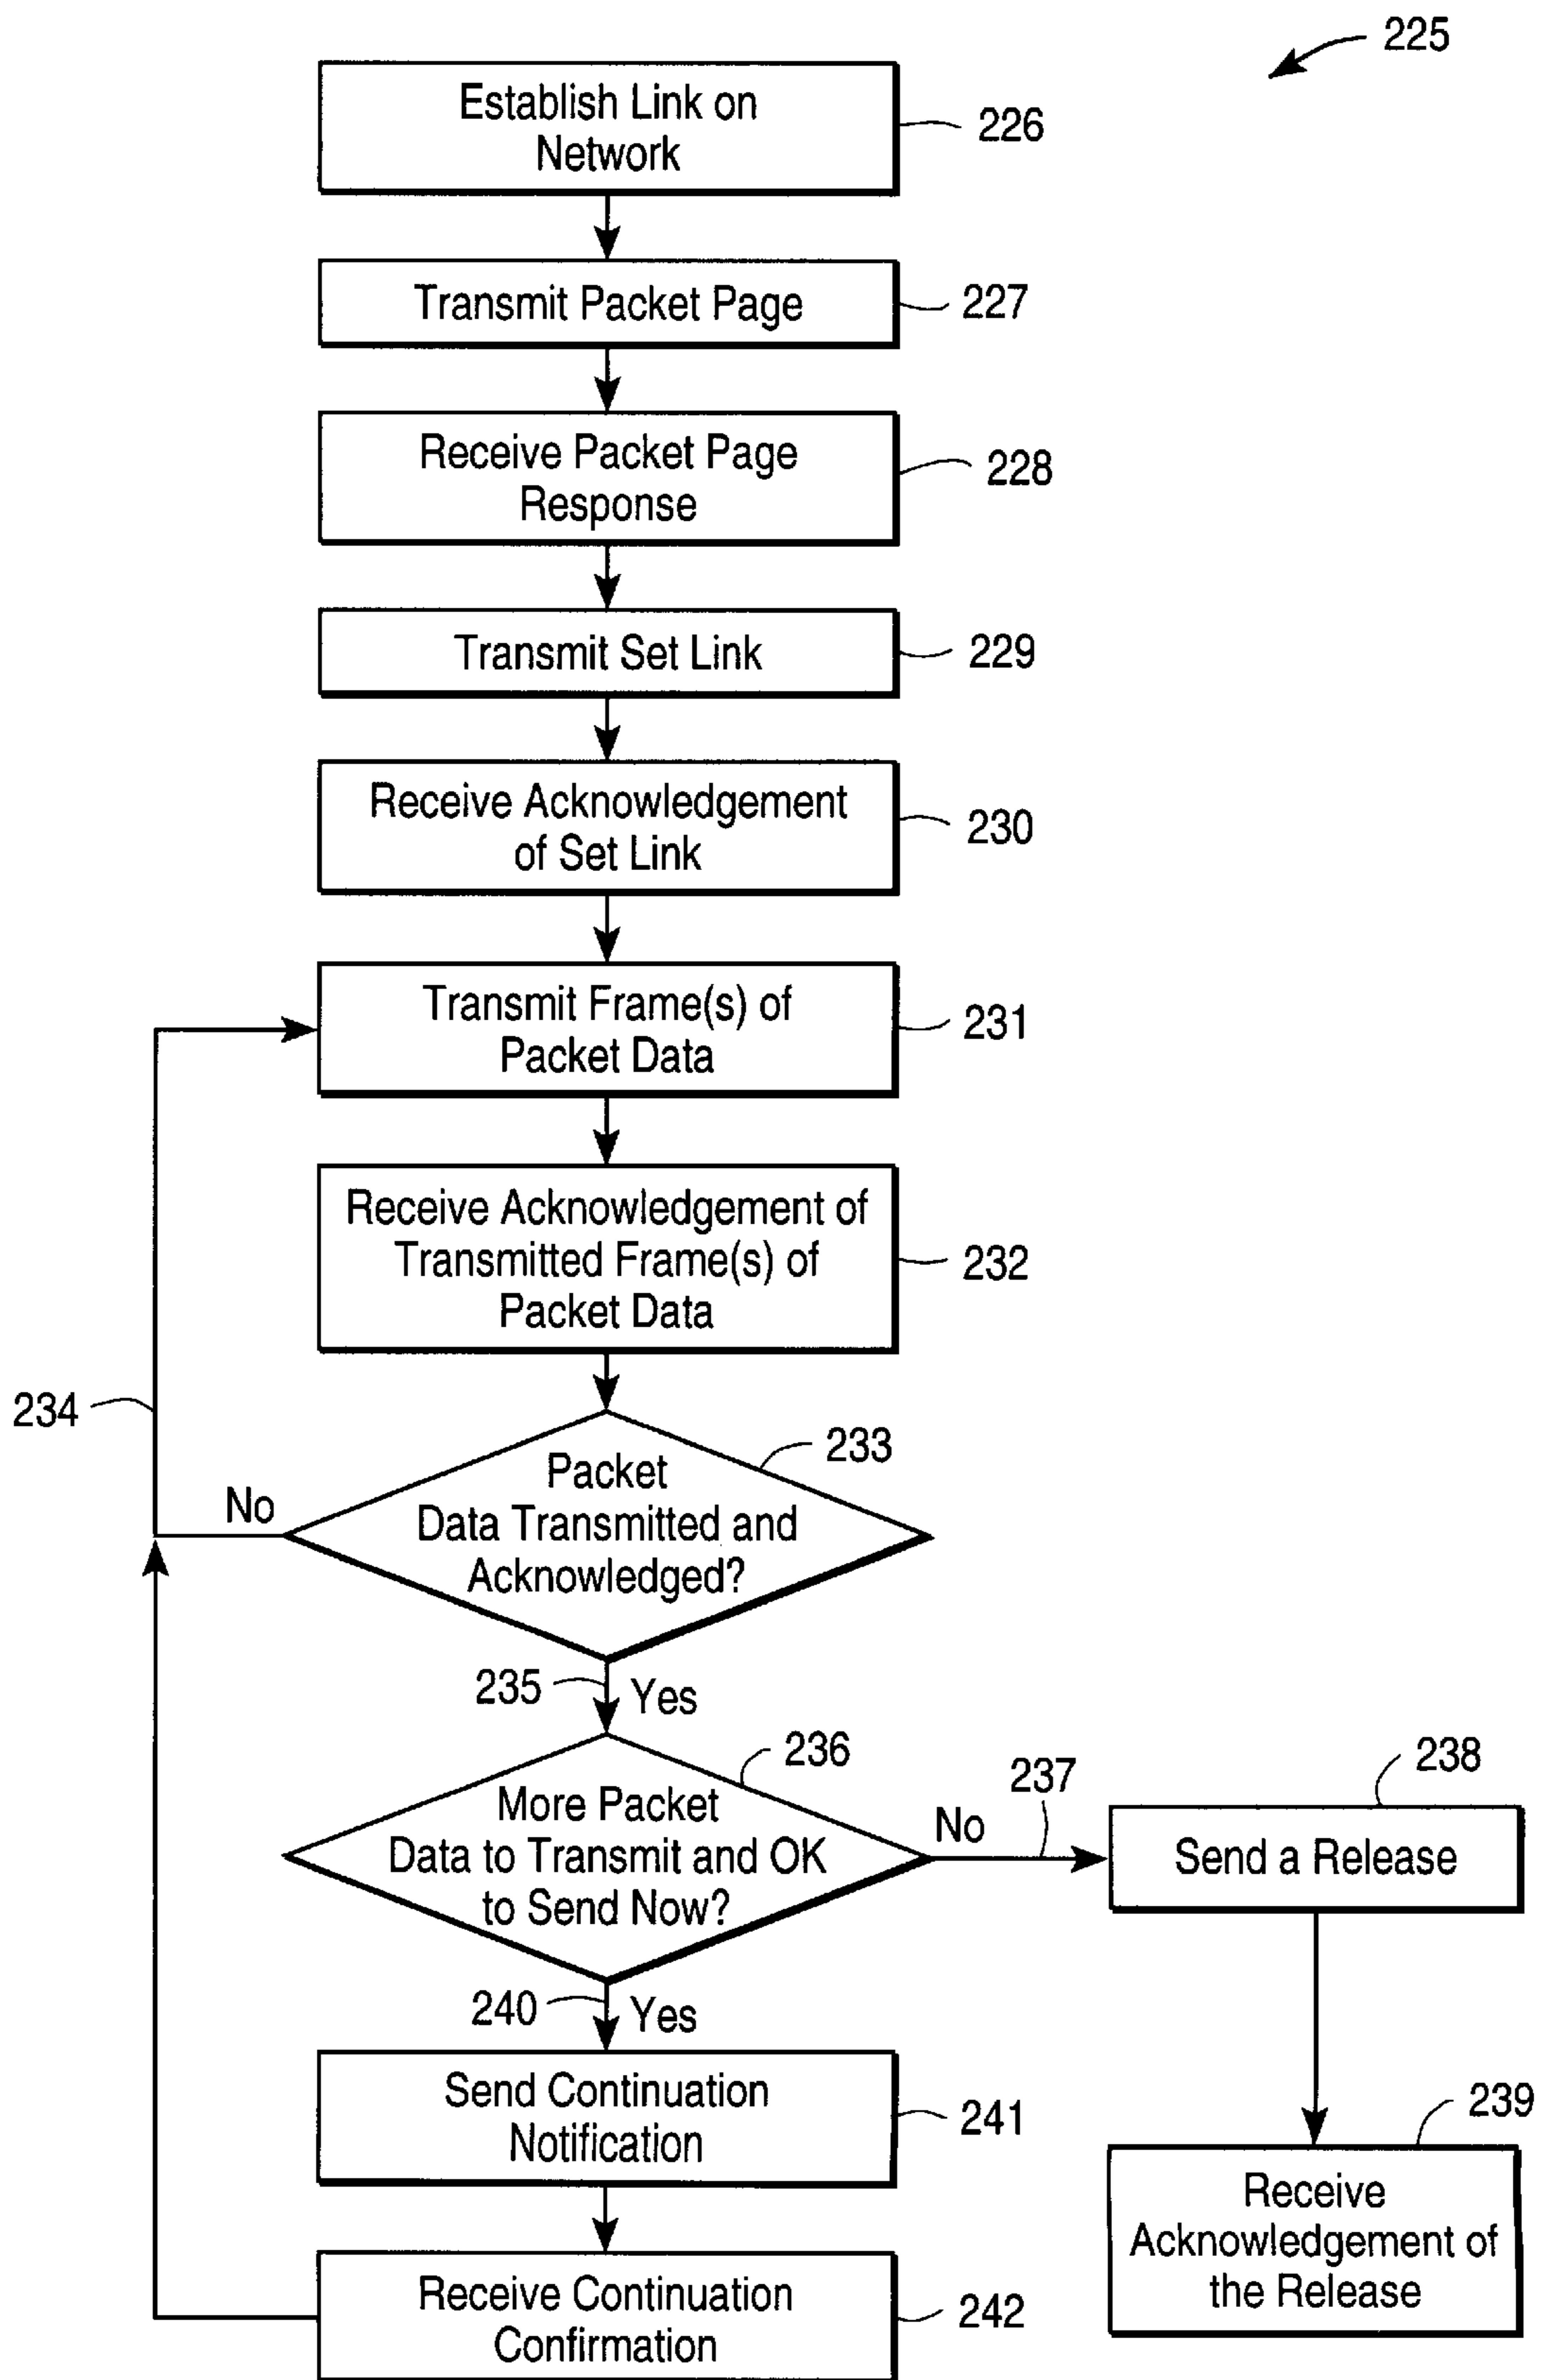 225
Establish Link on
Network
226
Transmit Packet Page
227
Receive Packet Page
Response
228
Transmit Set Link
229
Receive Acknowledgement
of Set Link
230
Transmit Frame(s) of
Packet Data
231
Receive Acknowledgement of
Transmitted Frame(s) of
Packet Data
232
234
233
Packet
Data Transmitted and
Acknowledged?
No
235
Yes
236
More Packet
Data to Transmit and OK
to Send Now?
No
237
238
Send a Release
240
Yes
Send Continuation
Notification
241
239
Receive
Acknowledgement of
the Release
Receive Continuation
Confirmation
242